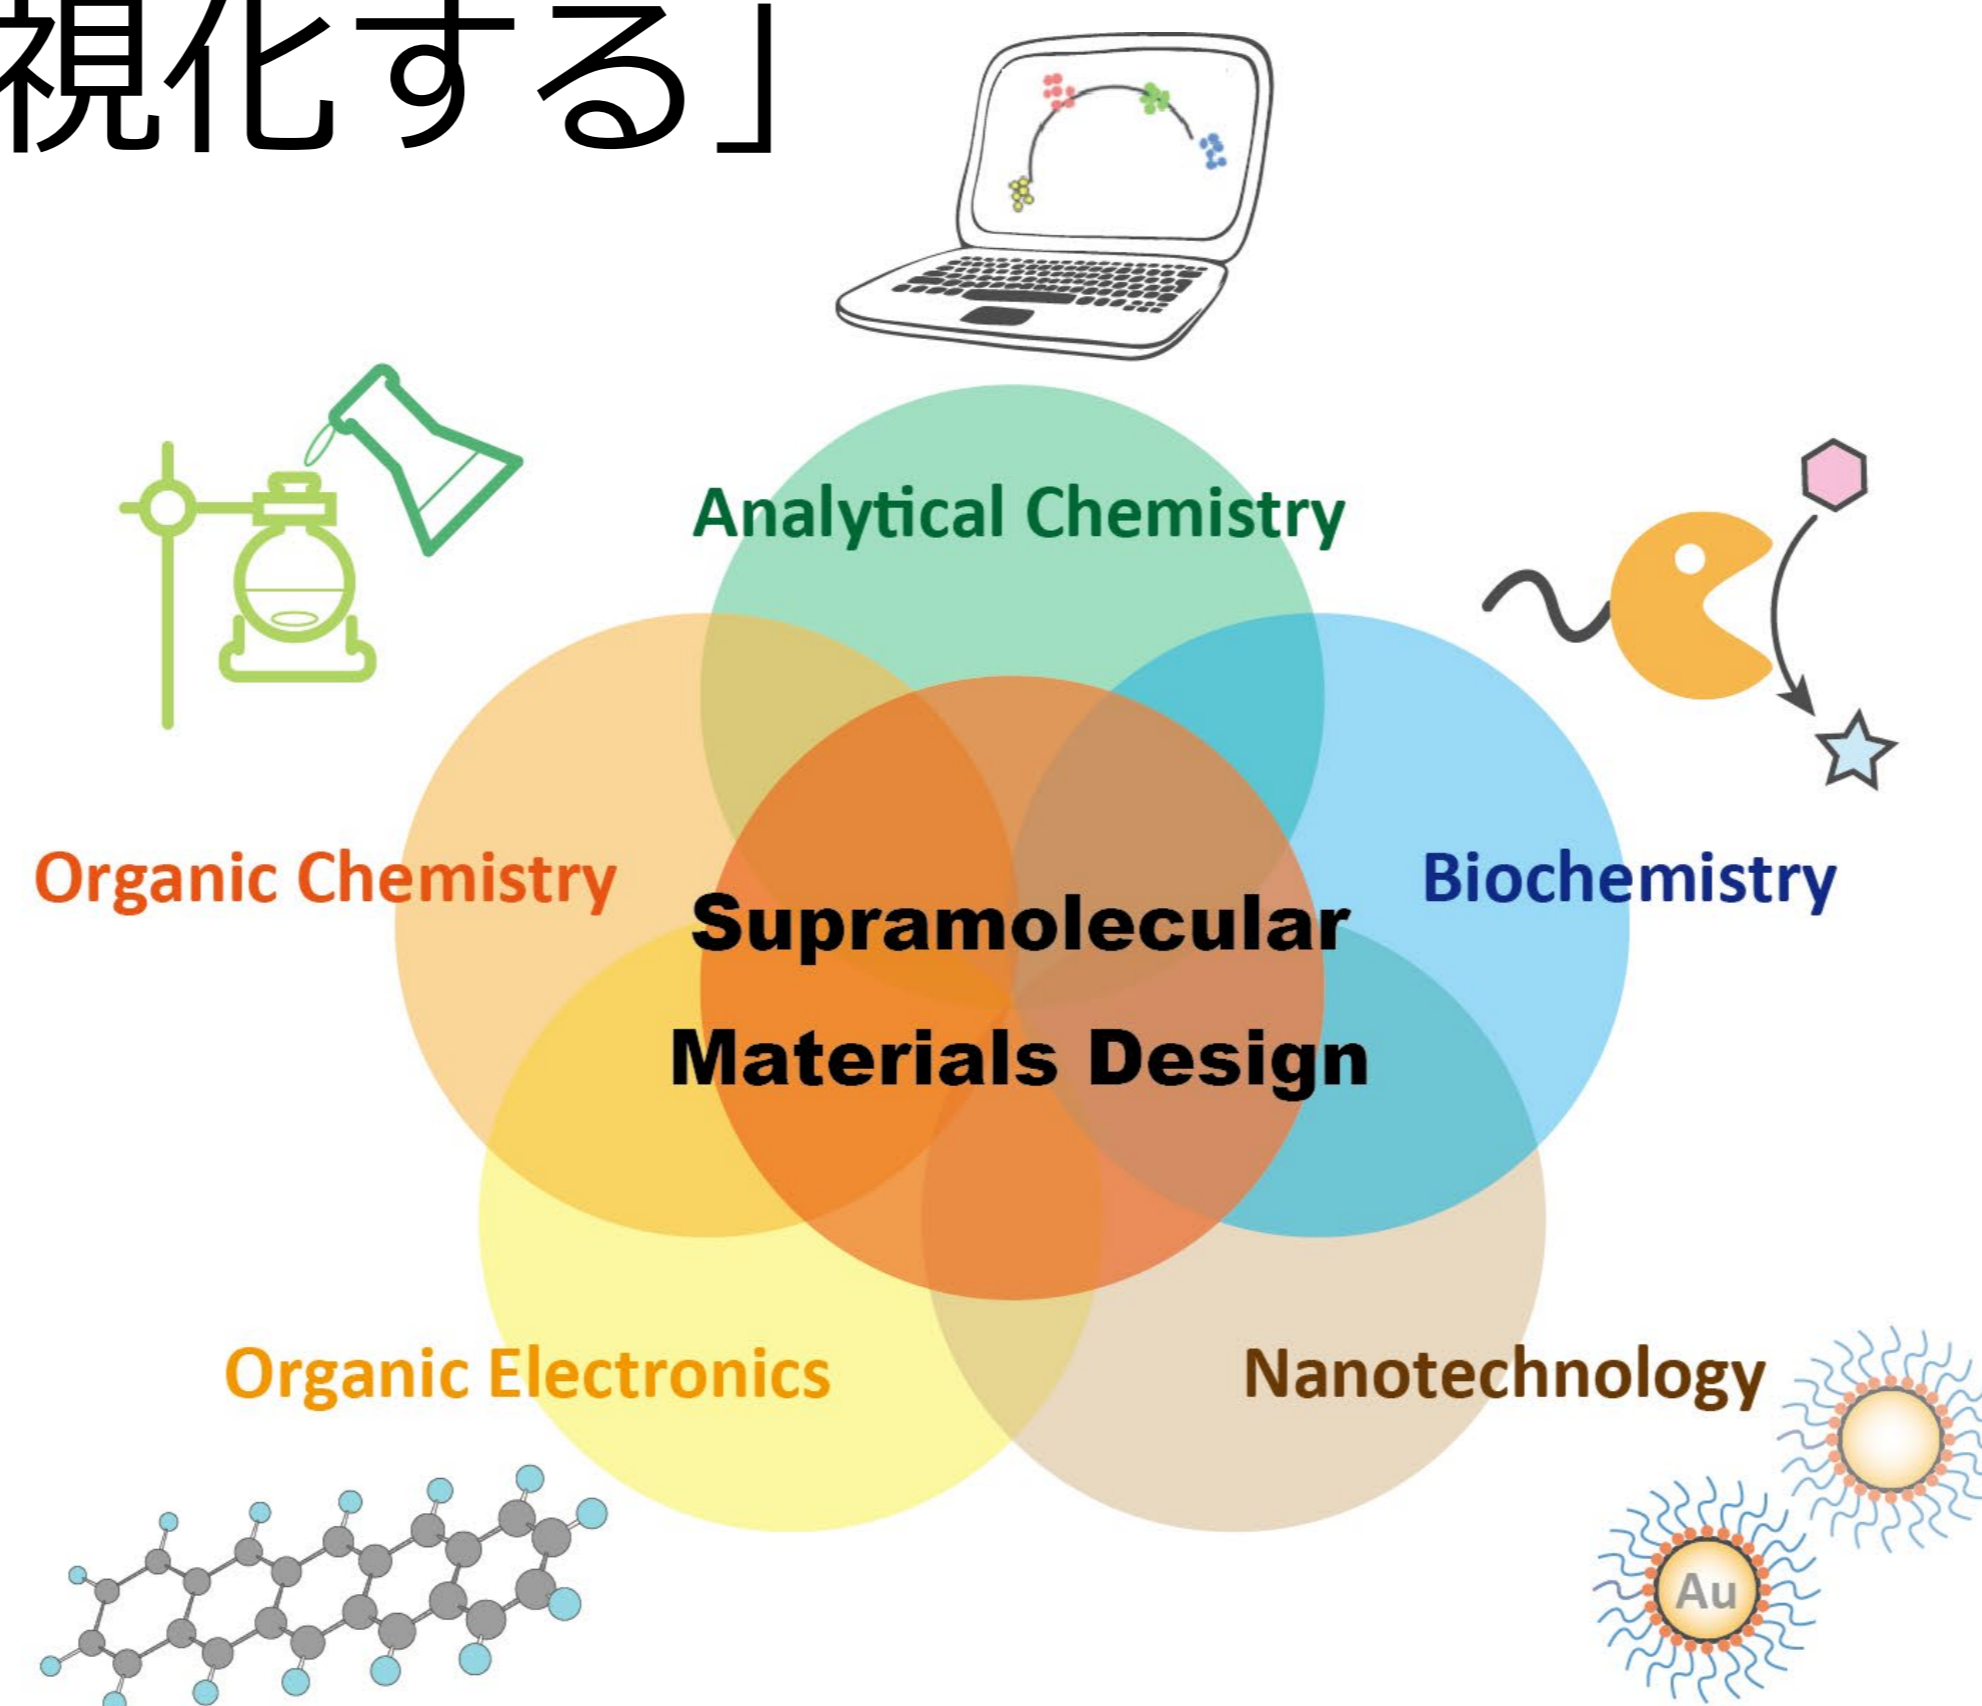 視化する」
Analytical Chemistry
Organic Chemistry
Biochemistry
Supramolecular
Materials Design
Organic Electronics
Nanotechnology
Au